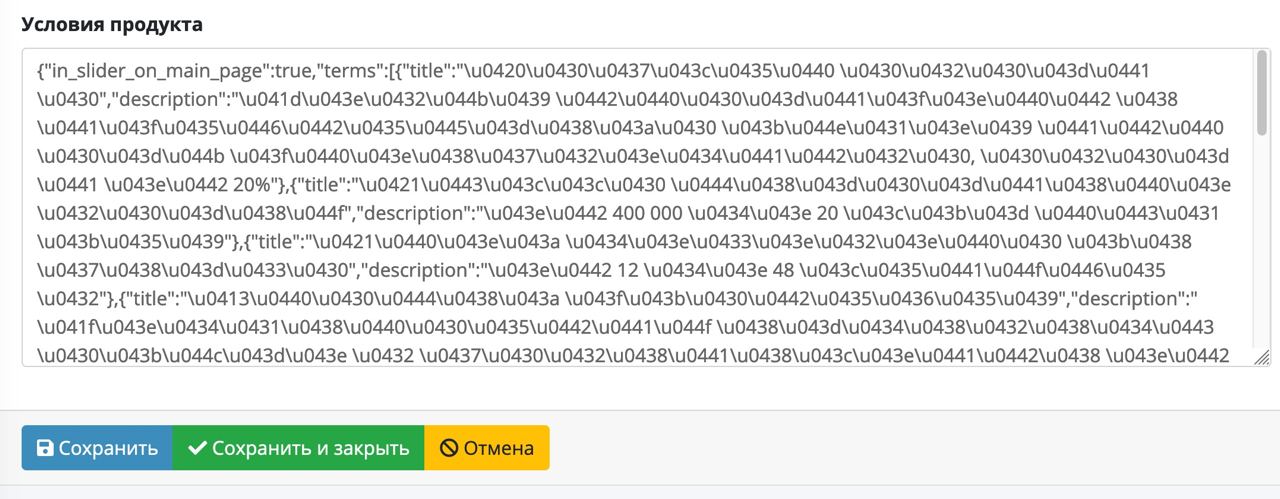 Условия продукта
{"in_slider_on_main_page":true,"terms":[{"title":"\u0420\u0430\u0437\u043c\u0435\u0440 \u0430\u0432\u0430\u043d\u0441
\u0430","description":"\u041d\u043e\u0432\u044b\u0439 \u0442\u0440\u0430\u043d\u0441\u043f\u043e\u0440\u0442 \u0438
\u0441\u043f\u0435\u0446\u0442\u0435\u0445\u043d\u0438\u043a\u0430 \u043b\u044e\u0431\u043e\u0439 \u0441\u0442\u0440
\u0430\u043d\u044b \u043f\u0440\u043e\u0438\u0437\u0432\u043e\u0434\u0441\u0442\u0432\u0430, \u0430\u0432\u0430\u043d
\u0441 \u043e\u0442 20%"},{"title":"\u0421\u0443\u043c\u043c\u0430 \u0444\u0438\u043d\u0430\u043d\u0441\u0438\u0440\u043e
\u0432\u0430\u043d\u0438\u044f","description":"\u043e\u0442 400 000 \u0434\u043e 20 \u043c\u043b\u043d \u0440\u0443\u0431
\u043b\u0435\u0439"},{"title":"\u0421\u0440\u043e\u043a \u0434\u043e\u0433\u043e\u0432\u043e\u0440\u0430 \u043b\u0438
\u0437\u0438\u043d\u0433\u0430","description":"\u043e\u0442 12 \u0434\u043e 48 \u043c\u0435\u0441\u044f\u0446\u0435
\u0432"},{"title":"\u0413\u0440\u0430\u0444\u0438\u043a \u043f\u043b\u0430\u0442\u0435\u0436\u0435\u0439","description":"
\u041f\u043e\u0434\u0431\u0438\u0440\u0430\u0435\u0442\u0441\u044f \u0438\u043d\u0434\u0438\u0432\u0438\u0434\u0443
\u0430\u043b\u044c\u043d\u043e \u0432 \u0437\u0430\u0432\u0438\u0441\u0438\u043c\u043e\u0441\u0442\u0438 \u043e\u0442
Сохранить Сохранить и закрыть Отмена